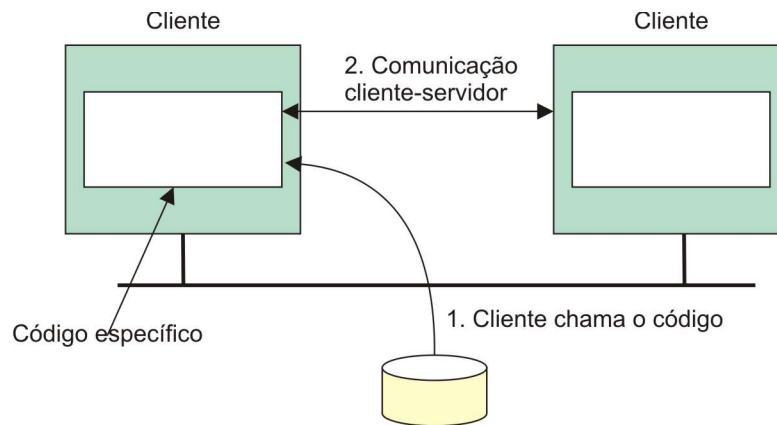 Cliente
Cliente
2. Comunicação
cliente-servidor
Código específico
1. Cliente chama o código